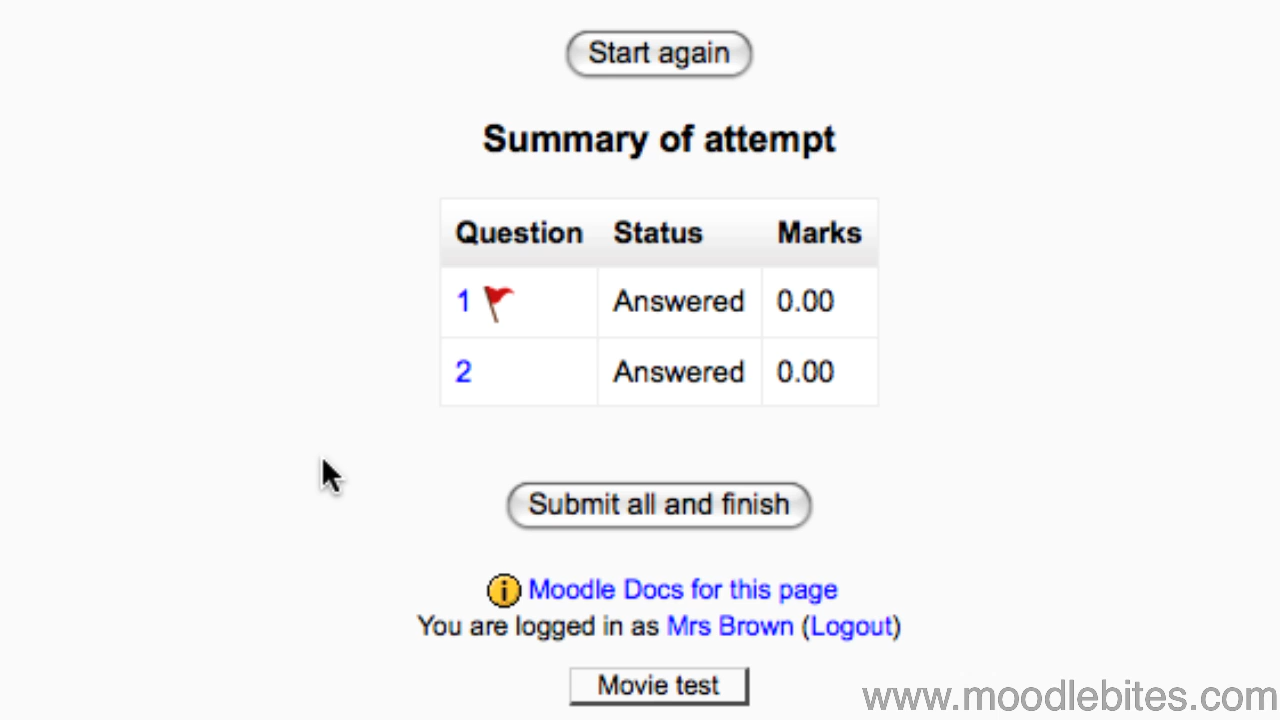 Start again
Summary of attempt
Question Status Marks
1 Answered 0.00
2 Answered 0.00
Submit all and finish
i Moodle Docs for this page
You are logged in as Mrs Brown (Logout)
Movie test
www.moodlebites.com